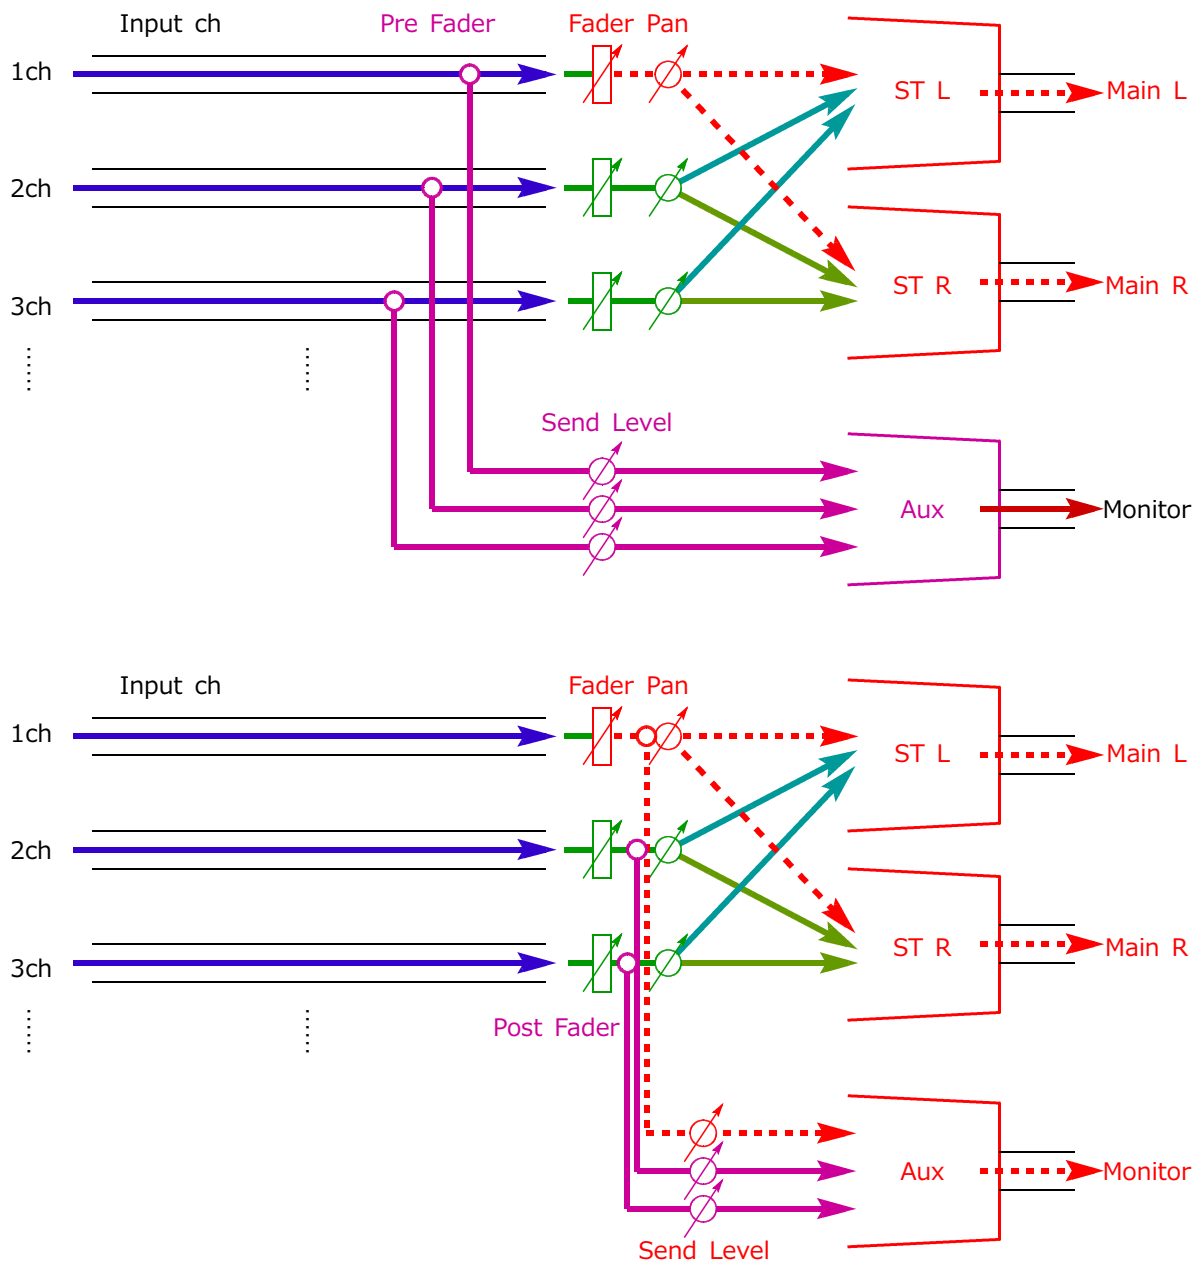 Input ch Pre Fader Fader Pan
1ch
ST L
Main L
2ch
ST R
Main R
3ch
Send Level
Aux
Monitor
Input ch Fader Pan
1ch
ST L
Main L
2ch
ST R
Main R
3ch
Post Fader
Aux
Monitor
Send Level